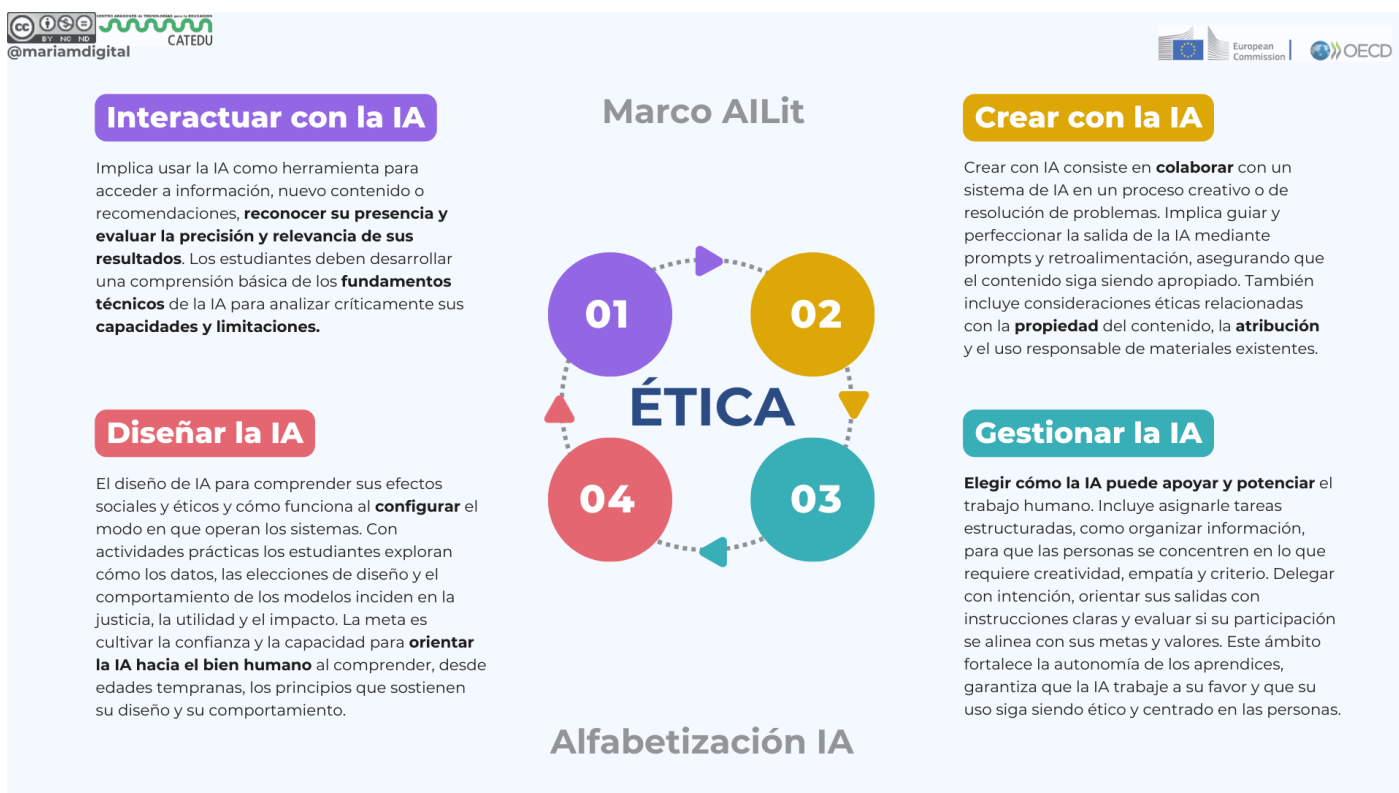 CENTRO ARAGONÉS de TECNOLOGÍAS para la EDUCACIÓN
CATEDU
BY NC ND
@mariamdigital
European
Commission
OECD
Marco AILit
Interactuar con la IA
Implica usar la IA como herramienta para
acceder a información, nuevo contenido o
recomendaciones, reconocer su presencia y
evaluar la precisión y relevancia de sus
resultados. Los estudiantes deben desarrollar
una comprensión básica de los fundamentos
técnicos de la IA para analizar críticamente sus
capacidades y limitaciones.
Crear con la IA
Crear con IA consiste en colaborar con un
sistema de IA en un proceso creativo o de
resolución de problemas. Implica guiar y
perfeccionar la salida de la IA mediante
prompts y retroalimentación, asegurando que
el contenido siga siendo apropiado. También
incluye consideraciones éticas relacionadas
con la propiedad del contenido, la atribución
y el uso responsable de materiales existentes.
01
02
ÉTICA
04
03
Diseñar la IA
El diseño de IA para comprender sus efectos
sociales y éticos y cómo funciona al configurar el
modo en que operan los sistemas. Con
actividades prácticas los estudiantes exploran
cómo los datos, las elecciones de diseño y el
comportamiento de los modelos inciden en la
justicia, la utilidad y el impacto. La meta es
cultivar la confianza y la capacidad para orientar
la IA hacia el bien humano al comprender, desde
edades tempranas, los principios que sostienen
su diseño y su comportamiento.
Gestionar la IA
Elegir cómo la IA puede apoyar y potenciar el
trabajo humano. Incluye asignarle tareas
estructuradas, como organizar información,
para que las personas se concentren en lo que
requiere creatividad, empatía y criterio. Delegar
con intención, orientar sus salidas con
instrucciones claras y evaluar si su participación
se alinea con sus metas y valores. Este ámbito
fortalece la autonomía de los aprendices,
garantiza que la IA trabaje a su favor y que su
uso siga siendo ético y centrado en las personas.
Alfabetización IA